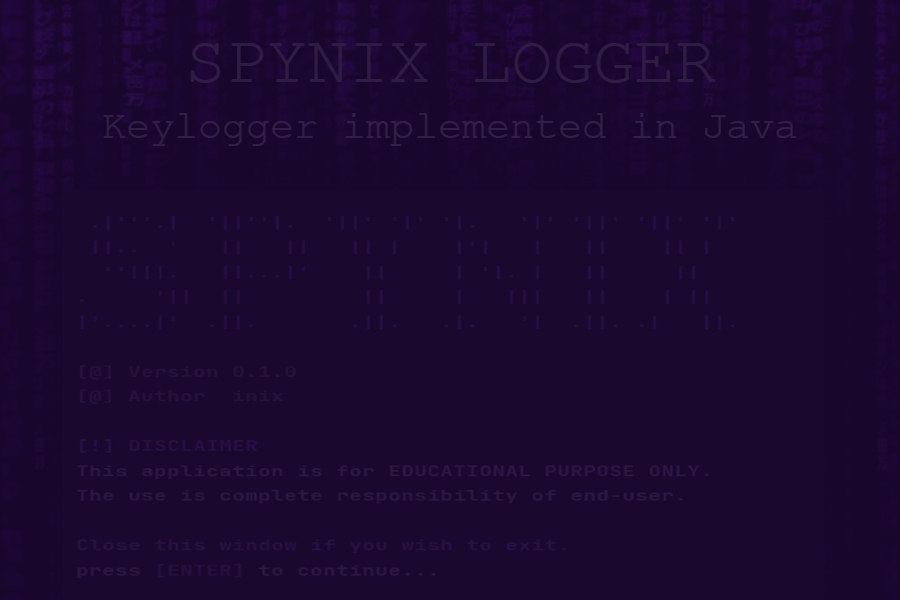 SPYNIX LOGGER
Keylogger implemented in Java
SPYNIX
[@] Version 0.1.0
[@] Author  inix
[!] DISCLAIMER
This application is for EDUCATIONAL PURPOSE ONLY.
The use is complete responsibility of end-user.
Close this window if you wish to exit.
press [ENTER] to continue...